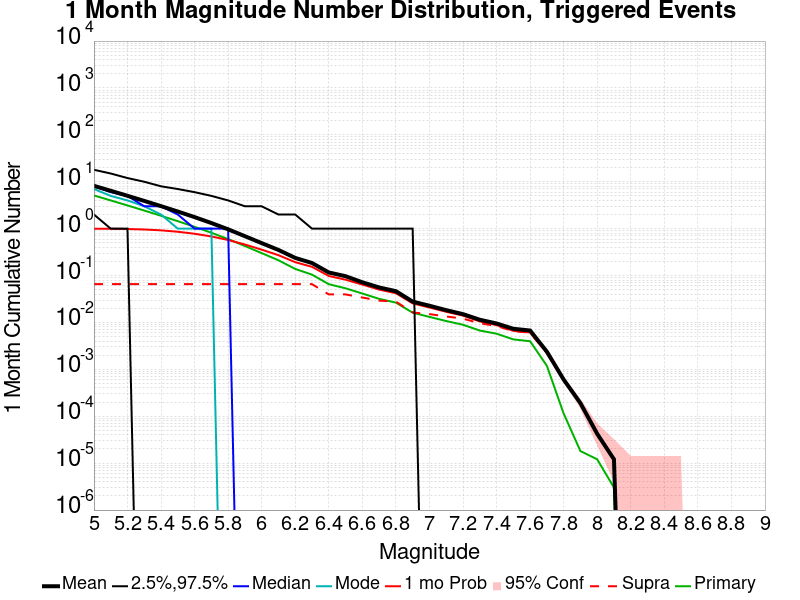 1 Month Magnitude Number Distribution, Triggered Events
1 Month Cumulative Number
10^4
10^3
10^2
10^1
10^0
10^-1
10^-2
10^-3
10^-4
10^-5
10^-6
5 5.2 5.4 5.6 5.8 6 6.2 6.4 6.6 6.8 7 7.2 7.4 7.6 7.8 8 8.2 8.4 8.6 8.8 9
Magnitude
Mean 2.5%,97.5% Median Mode 1 mo Prob 95% Conf Supra Primary